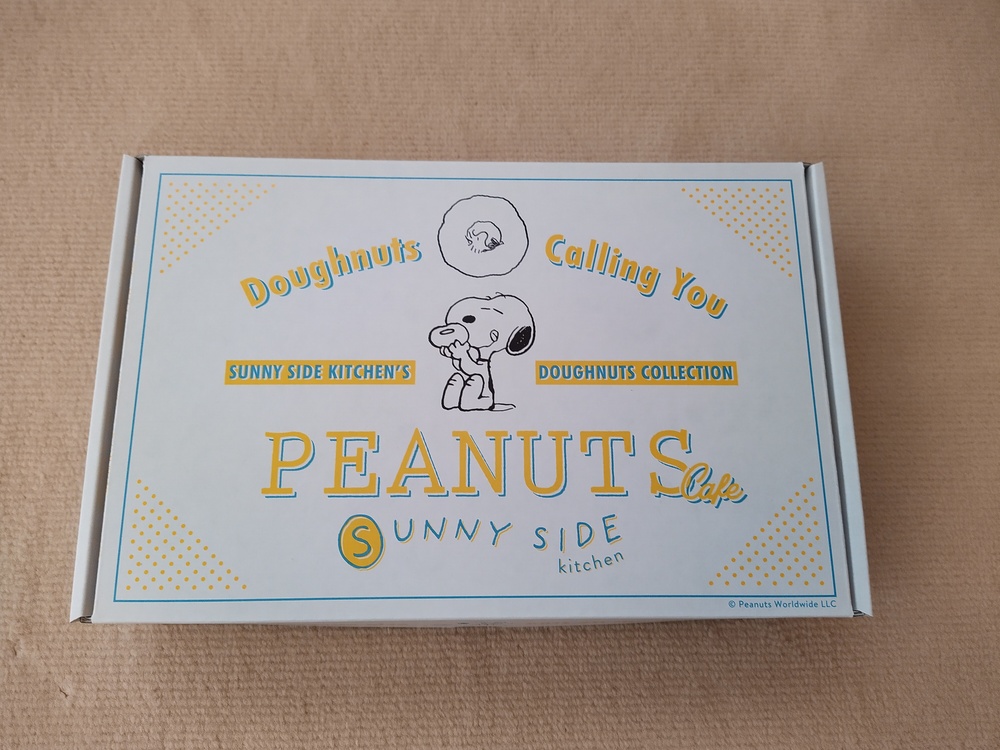 Doughnuts Calling You
SUNNY SIDE KITCHEN'S DOUGHNUTS COLLECTION
PEANUTS Cafe
SUNNY SIDE
kitchen
© Peanuts Worldwide LLC